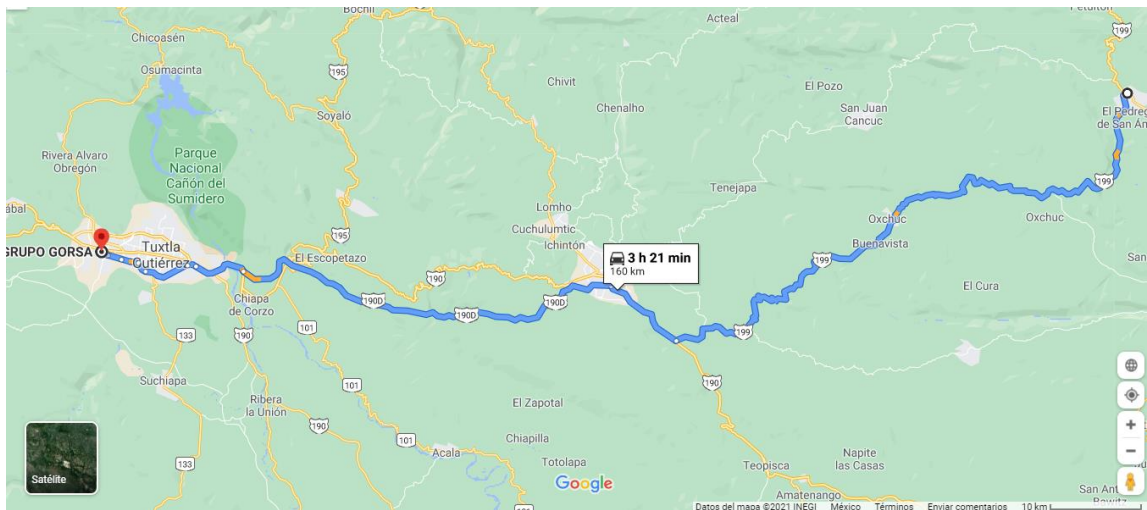 Bochil
Acteal
Petalcingo
199
Chicoasén
Osumacinta
195
Chivit
El Pozo
Soyaló
Chenalho
San Juan
Cancuc
El Pedreg
de San Án
Rivera Alvaro
Obregón
Parque
Nacional
Cañón del
Sumidero
Tenejapa
199
Lomho
Oxchuc
Oxchuc
ábal
195
Cuchulumtic
Ichintón
Buenavista
GRUPO GORSA
Tuxtla
Gutiérrez
El Escopetazo
3 h 21 min
160 km
199
190
El Cura
Chiapa
de Corzo
190D
190D
190D
101
199
133
190
Suchiapa
101
190
Ribera
la Unión
El Zapotal
190
101
Chiapilla
Acala
Totolapa
Napite
las Casas
133
Teopisca
Satélite
Google
Amatenango
San Ant
101
Datos del mapa ©2021 INEGI México Términos Enviar comentarios 10 km